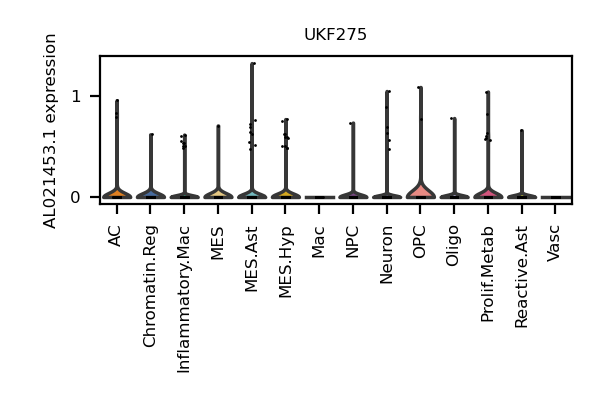 UKF275
AL021453.1 expression
1
0
AC
Chromatin.Reg
Inflammatory.Mac
MES
MES.Ast
MES.Hyp
Mac
NPC
Neuron
OPC
Oligo
Prolif.Metab
Reactive.Ast
Vasc